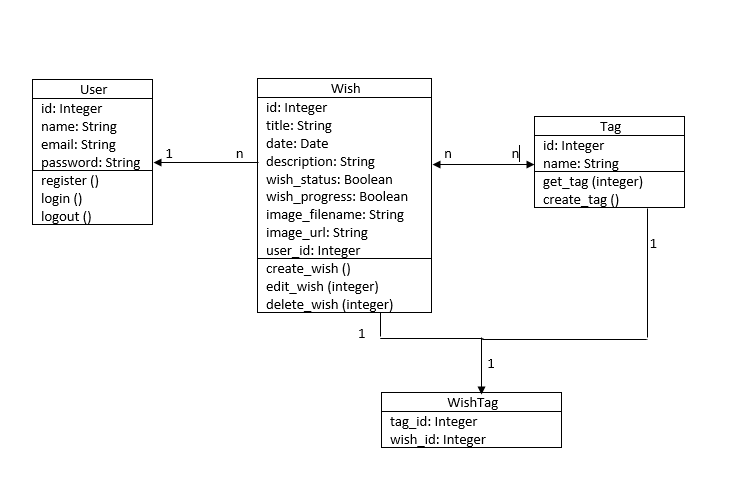 User
id: Integer
name: String
email: String
password: String
register ()
login ()
logout ()
1
n
Wish
id: Integer
title: String
date: Date
description: String
wish_status: Boolean
wish_progress: Boolean
image_filename: String
image_url: String
user_id: Integer
create_wish ()
edit_wish (integer)
delete_wish (integer)
n
n
Tag
id: Integer
name: String
get_tag (integer)
create_tag ()
1
1
1
WishTag
tag_id: Integer
wish_id: Integer